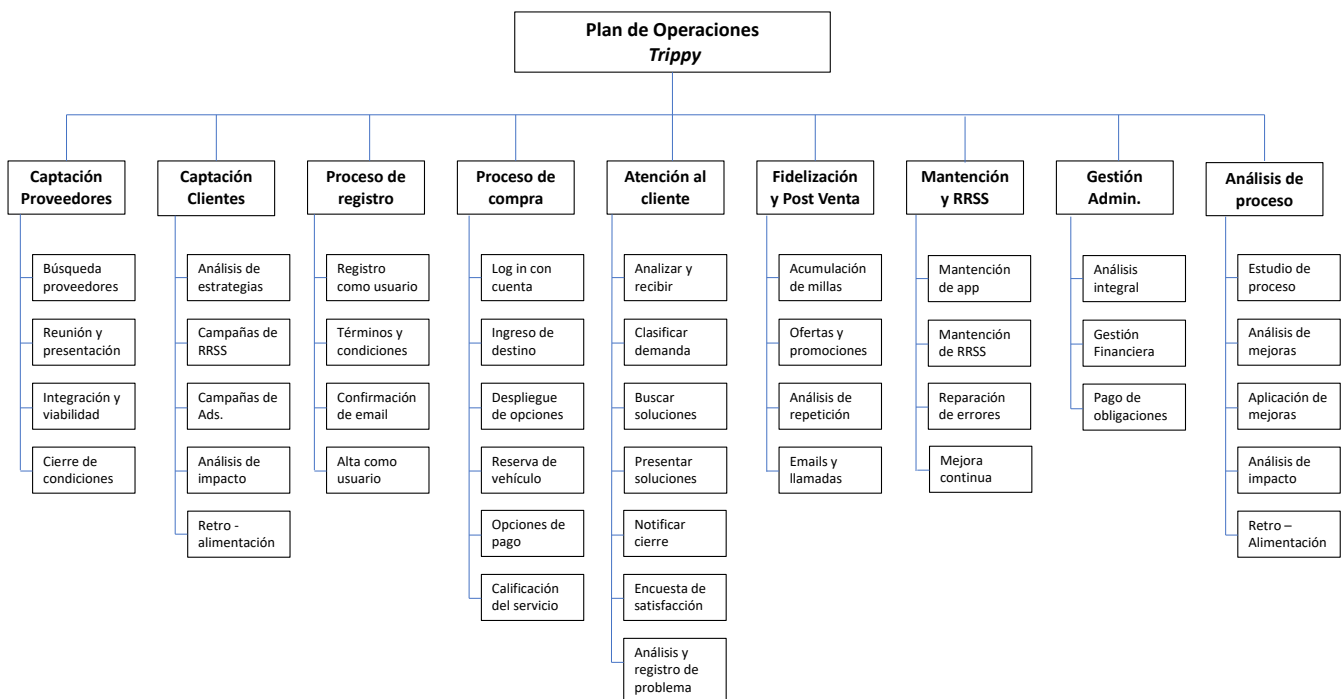 Plan de Operaciones
Trippy
Captación
Proveedores
Búsqueda
proveedores
Reunión y
presentación
Integración y
viabilidad
Cierre de
condiciones
Captación
Clientes
Análisis de
estrategias
Campañas de
RRSS
Campañas de
Ads.
Análisis de
impacto
Retro -
alimentación
Proceso de
registro
Registro
como usuario
Términos y
condiciones
Confirmación
de email
Alta como
usuario
Proceso de
compra
Log in con
cuenta
Ingreso de
destino
Despliegue
de opciones
Reserva de
vehículo
Opciones de
pago
Calificación
del servicio
Atención al
cliente
Analizar y
recibir
Clasificar
demanda
Buscar
soluciones
Presentar
soluciones
Notificar
cierre
Encuesta de
satisfacción
Análisis y
registro de
problema
Fidelización
y Post Venta
Acumulación
de millas
Ofertas y
promociones
Análisis de
repetición
Emails y
llamadas
Mantención
y RRSS
Mantención
de app
Mantención
de RRSS
Reparación
de errores
Mejora
continua
Gestión
Admin.
Análisis
integral
Gestión
Financiera
Pago de
obligaciones
Análisis de
proceso
Estudio de
proceso
Análisis de
mejoras
Aplicación de
mejoras
Análisis de
impacto
Retro –
Alimentación